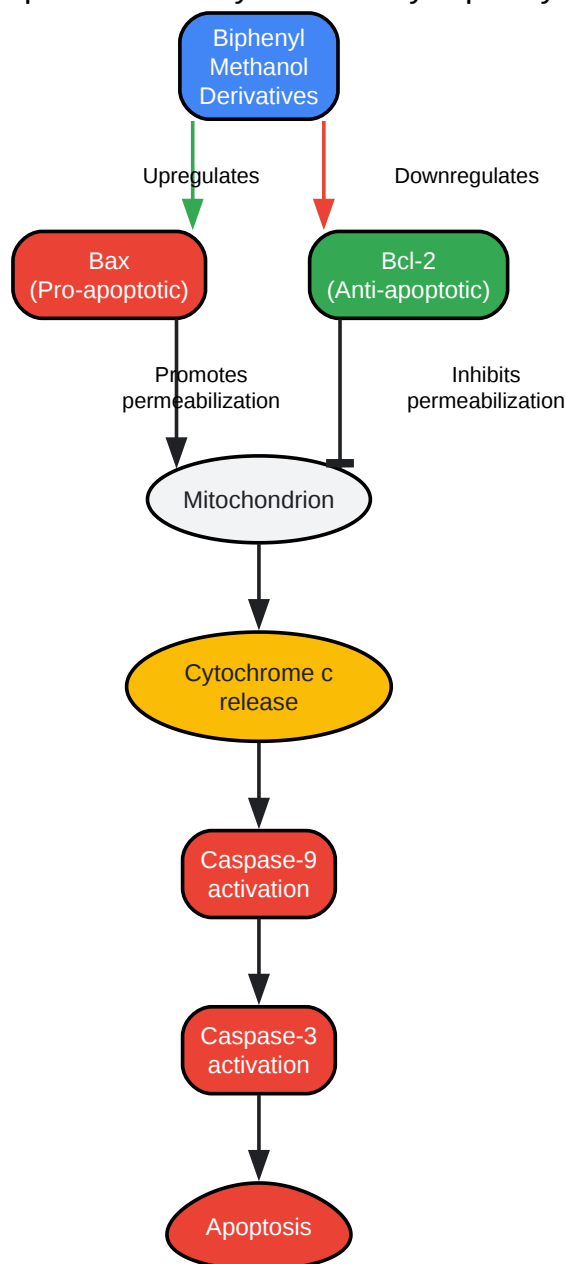 Biphenyl
Methanol
Derivatives
Upregulates
Downregulates
Bax
(Pro-apoptotic)
Bcl-2
(Anti-apoptotic)
Promotes
permeabilization
Inhibits
permeabilization
Mitochondrion
Cytochrome c
release
Caspase-9
activation
Caspase-3
activation
Apoptosis